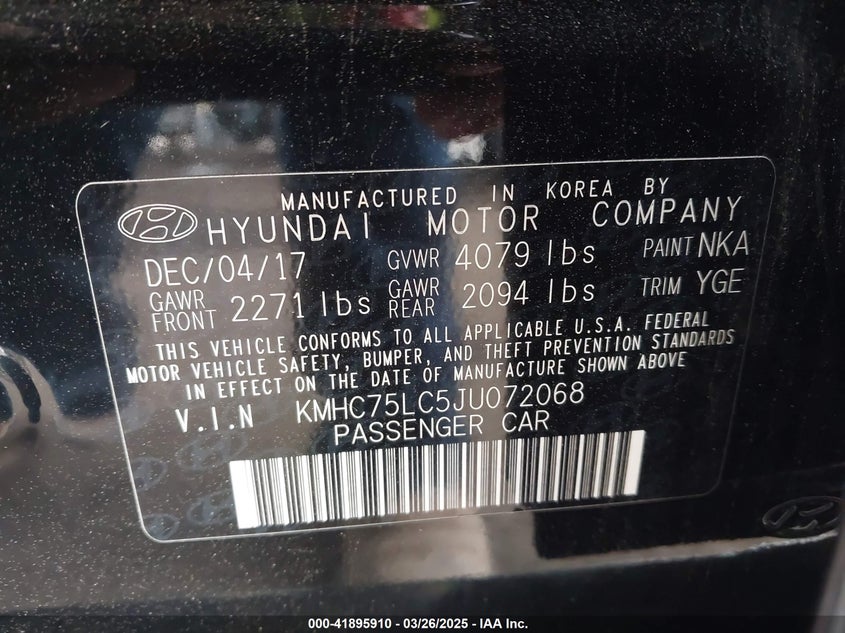 MANUFACTURED IN KOREA BY
HYUNDAI MOTOR COMPANY
DEC/04/17 GVWR 4079 lbs PAINT NKA
GAWR FRONT 2271 lbs GAWR REAR 2094 lbs TRIM YGE
THIS VEHICLE CONFORMS TO ALL APPLICABLE U.S.A. FEDERAL
MOTOR VEHICLE SAFETY, BUMPER, AND THEFT PREVENTION STANDARDS
IN EFFECT ON THE DATE OF MANUFACTURE SHOWN ABOVE
V.I.N KMHC75LC5JU072068
PASSENGER CAR
000-41895910 — 03/26/2025 — IAA Inc.